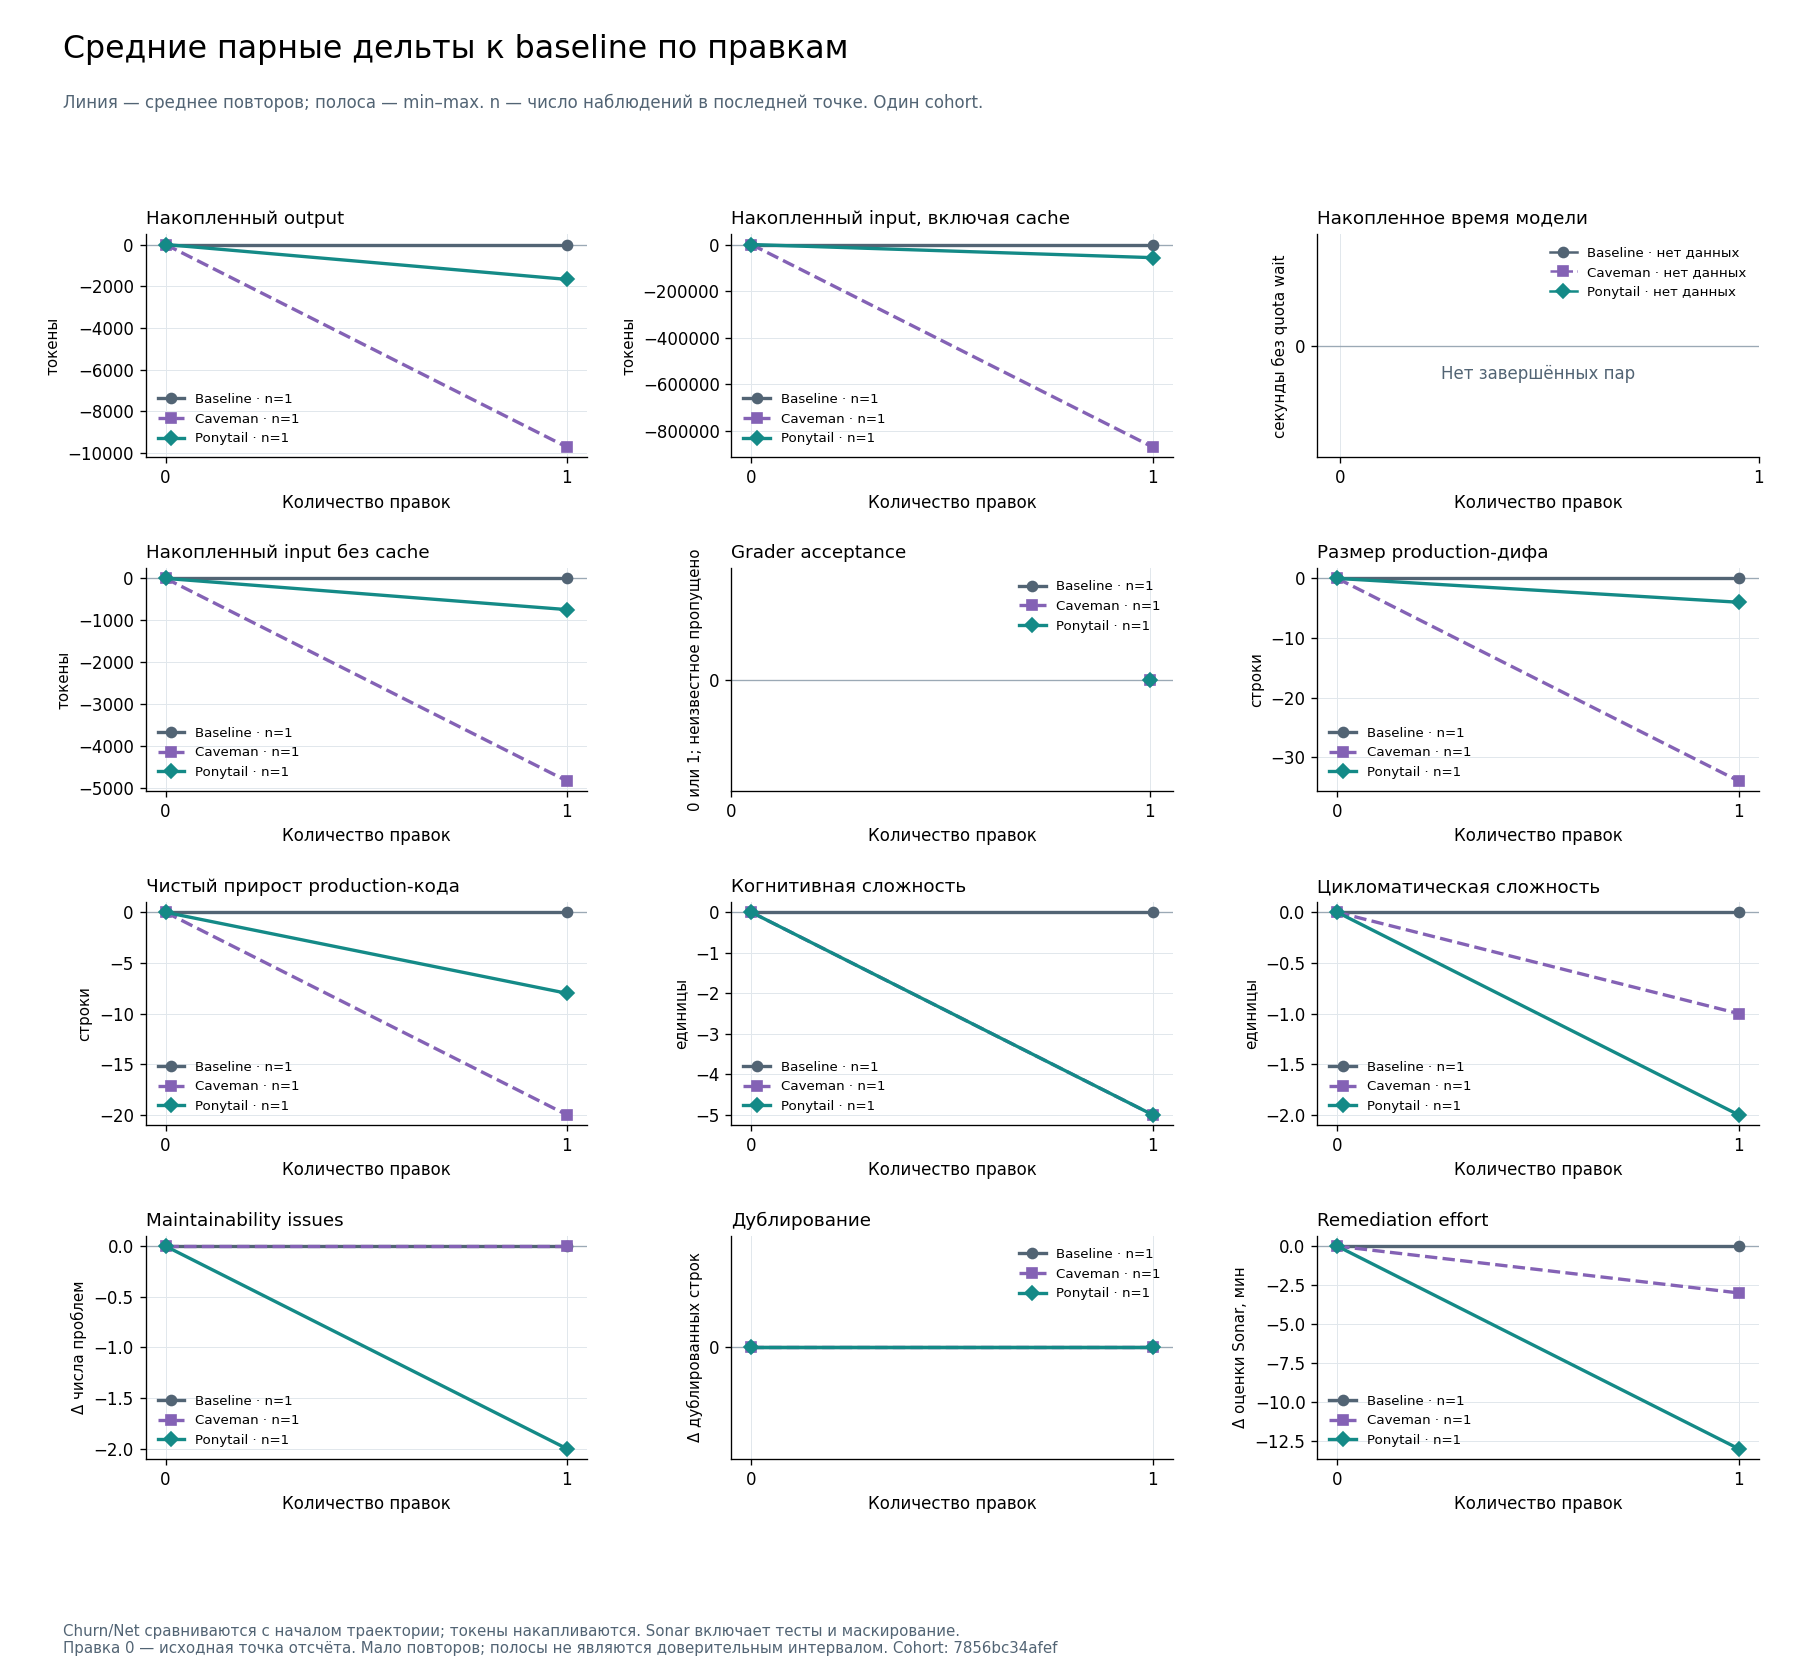 Средние парные дельты к baseline по правкам
Линия — среднее повторов; полоса — min–max. n — число наблюдений в последней точке. Один cohort.
Накопленный output
токены
0
−2000
−4000
−6000
−8000
−10000
Baseline · n=1
Caveman · n=1
Ponytail · n=1
0
1
Количество правок
Накопленный input, включая cache
токены
0
−200000
−400000
−600000
−800000
Baseline · n=1
Caveman · n=1
Ponytail · n=1
0
1
Количество правок
Накопленное время модели
секунды без quota wait
0
Baseline · нет данных
Caveman · нет данных
Ponytail · нет данных
Нет завершённых пар
0
1
Количество правок
Накопленный input без cache
токены
0
−1000
−2000
−3000
−4000
−5000
Baseline · n=1
Caveman · n=1
Ponytail · n=1
0
1
Количество правок
Grader acceptance
0 или 1; неизвестное пропущено
0
Baseline · n=1
Caveman · n=1
Ponytail · n=1
0
1
Количество правок
Размер production-дифа
строки
0
−10
−20
−30
Baseline · n=1
Caveman · n=1
Ponytail · n=1
0
1
Количество правок
Чистый прирост production-кода
строки
0
−5
−10
−15
−20
Baseline · n=1
Caveman · n=1
Ponytail · n=1
0
1
Количество правок
Когнитивная сложность
единицы
0
−1
−2
−3
−4
−5
Baseline · n=1
Caveman · n=1
Ponytail · n=1
0
1
Количество правок
Цикломатическая сложность
единицы
0.0
−0.5
−1.0
−1.5
−2.0
Baseline · n=1
Caveman · n=1
Ponytail · n=1
0
1
Количество правок
Maintainability issues
Δ числа проблем
0.0
−0.5
−1.0
−1.5
−2.0
Baseline · n=1
Caveman · n=1
Ponytail · n=1
0
1
Количество правок
Дублирование
Δ дублированных строк
0
Baseline · n=1
Caveman · n=1
Ponytail · n=1
0
1
Количество правок
Remediation effort
Δ оценки Sonar, мин
0.0
−2.5
−5.0
−7.5
−10.0
−12.5
Baseline · n=1
Caveman · n=1
Ponytail · n=1
0
1
Количество правок
Churn/Net сравниваются с началом траектории; токены накапливаются. Sonar включает тесты и маскирование.
Правка 0 — исходная точка отсчёта. Мало повторов; полосы не являются доверительным интервалом. Cohort: 7856bc34afef